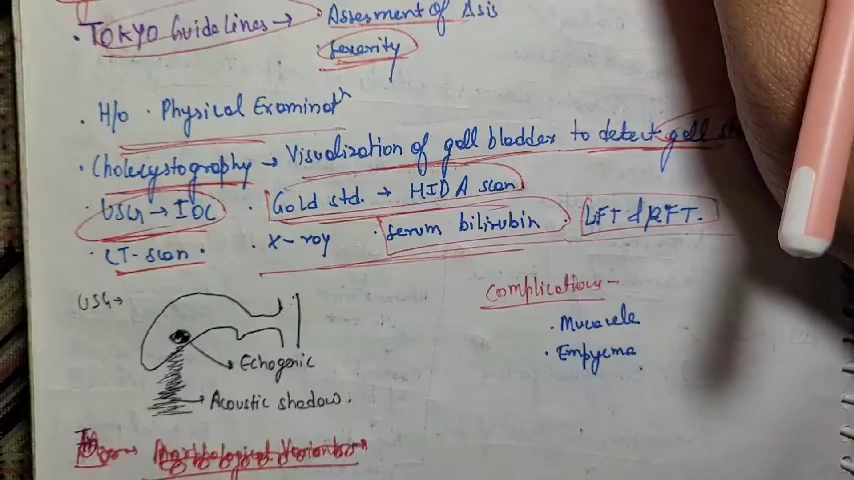 . TOKYO Guidelines → . Assessment of Asis
. Severity
. H/o . Physical Examinatn
. Cholecystography → Visualization of gall bladder to detect gall
. USG → IOC . Gold std. → HIDA scan
. CT-scan . . X-ray . Serum bilirubin . LFT & RFT.
USG →
Echogenic
Acoustic shadow.
Complications -
. Mucocele
. Empyema